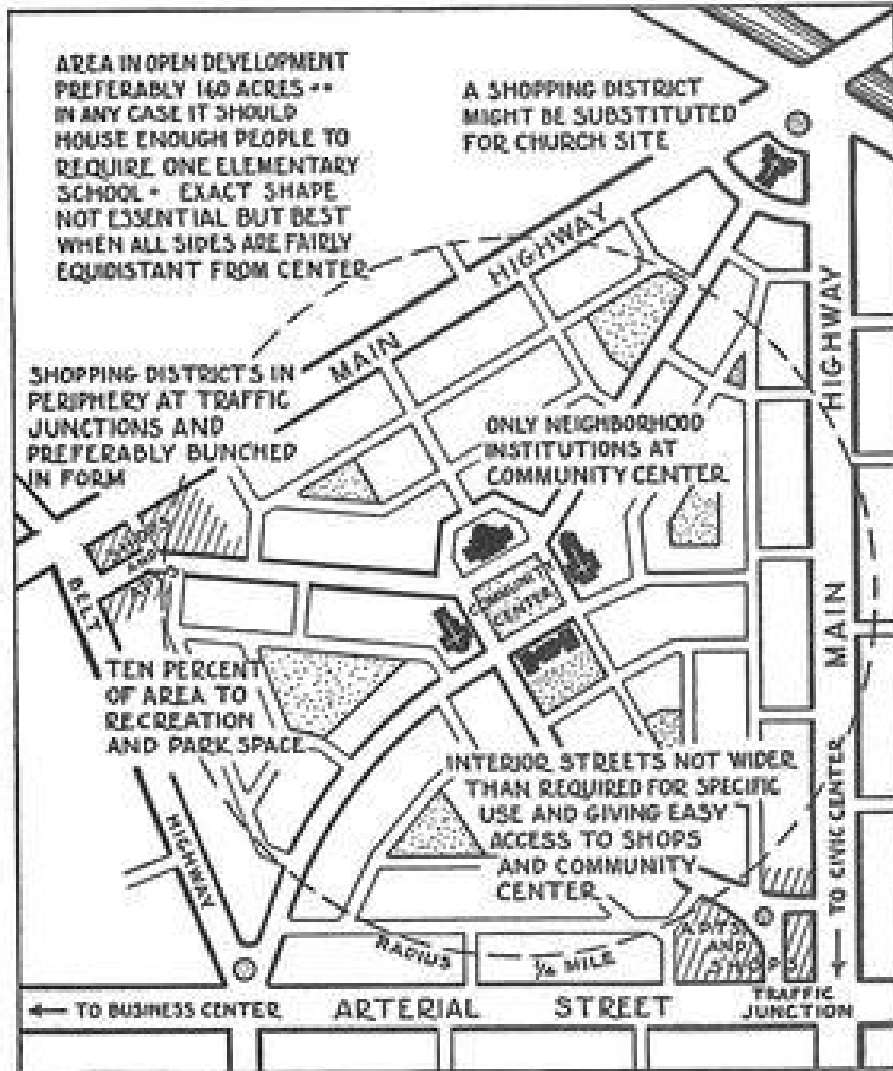 AREA IN OPEN DEVELOPMENT
PREFERABLY 160 ACRES --
IN ANY CASE IT SHOULD
HOUSE ENOUGH PEOPLE TO
REQUIRE ONE ELEMENTARY
SCHOOL • EXACT SHAPE
NOT ESSENTIAL BUT BEST
WHEN ALL SIDES ARE FAIRLY
EQUIDISTANT FROM CENTER
A SHOPPING DISTRICT
MIGHT BE SUBSTITUTED
FOR CHURCH SITE
MAIN HIGHWAY
HIGHWAY
MAIN
SHOPPING DISTRICTS IN
PERIPHERY AT TRAFFIC
JUNCTIONS AND
PREFERABLY BUNCHED
IN FORM
ONLY NEIGHBORHOOD
INSTITUTIONS AT
COMMUNITY CENTER
COMMUNITY
CENTER
BELT
HIGHWAY
TEN PERCENT
OF AREA TO
RECREATION
AND PARK SPACE
INTERIOR STREETS NOT WIDER
THAN REQUIRED FOR SPECIFIC
USE AND GIVING EASY
ACCESS TO SHOPS
AND COMMUNITY
CENTER
TO CIVIC CENTER
RADIUS ¼ MILE
APTS
AND
SHOPS
TRAFFIC
JUNCTION
TO BUSINESS CENTER
ARTERIAL STREET